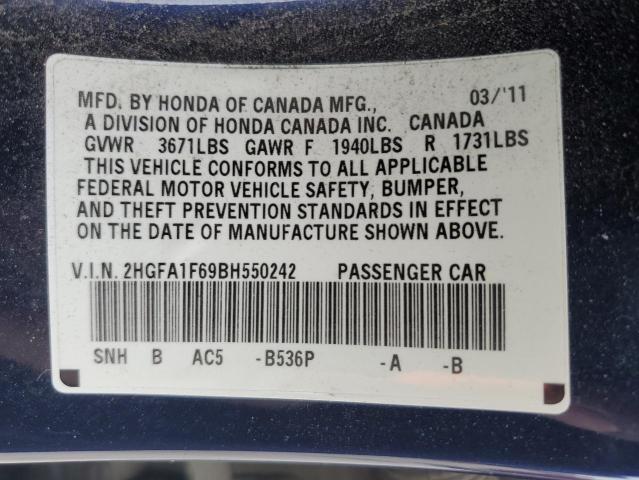 MFD. BY HONDA OF CANADA MFG., 03/'11
A DIVISION OF HONDA CANADA INC. CANADA
GVWR 3671LBS GAWR F 1940LBS R 1731LBS
THIS VEHICLE CONFORMS TO ALL APPLICABLE
FEDERAL MOTOR VEHICLE SAFETY, BUMPER,
AND THEFT PREVENTION STANDARDS IN EFFECT
ON THE DATE OF MANUFACTURE SHOWN ABOVE.
V.I.N. 2HGFA1F69BH550242 PASSENGER CAR
SNH B AC5 -B536P -A -B